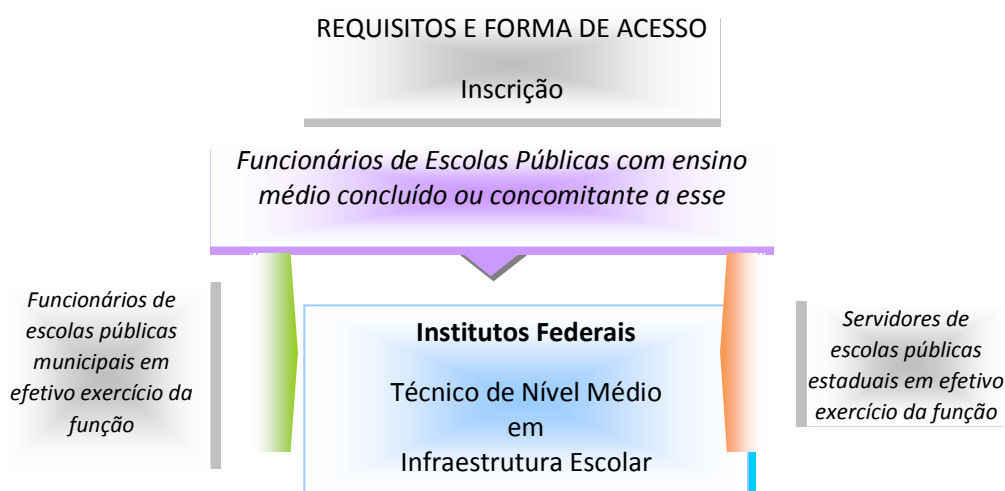 REQUISITOS E FORMA DE ACESSO
Inscrição
Funcionários de Escolas Públicas com ensino
médio concluído ou concomitante a esse
Funcionários de
escolas públicas
municipais em
efetivo exercício da
função
Institutos Federais
Técnico de Nível Médio
em
Infraestrutura Escolar
Servidores de
escolas públicas
estaduais em efetivo
exercício da função